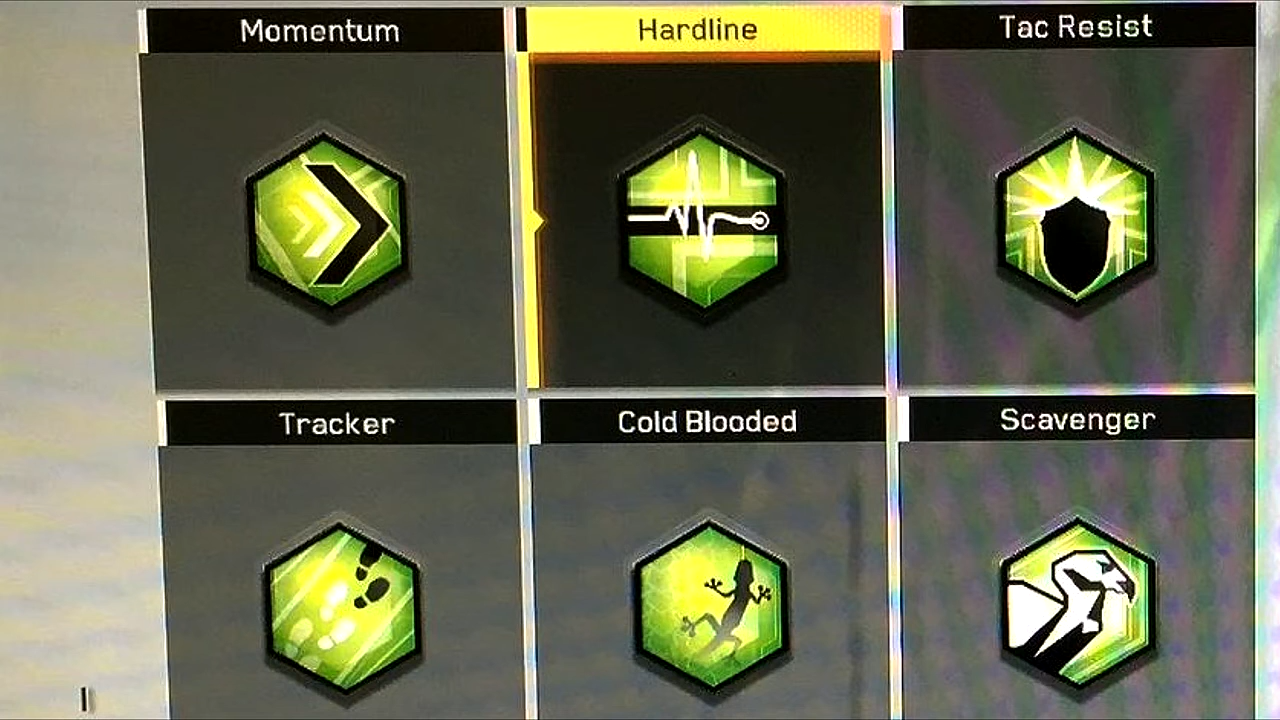 Momentum
Hardline
Tac Resist
Tracker
Cold Blooded
Scavenger